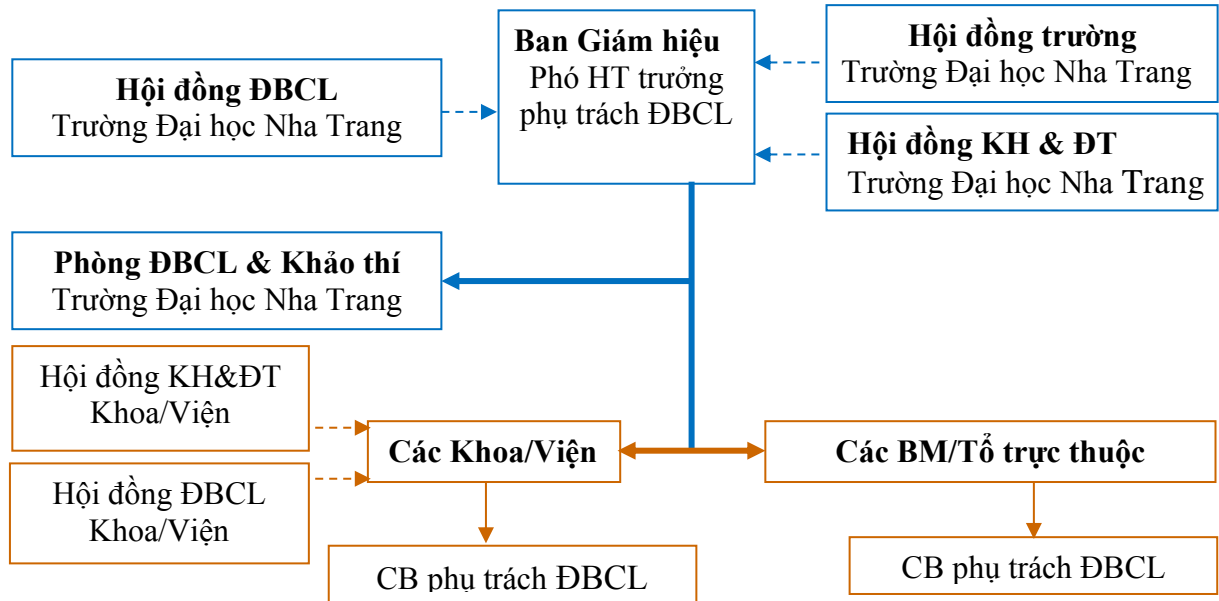 Ban Giám hiệu
Phó HT trưởng
phụ trách ĐBCL
Hội đồng trường
Trường Đại học Nha Trang
Hội đồng ĐBCL
Trường Đại học Nha Trang
Hội đồng KH & ĐT
Trường Đại học Nha Trang
Phòng ĐBCL & Khảo thí
Trường Đại học Nha Trang
Hội đồng KH&ĐT
Khoa/Viện
Các Khoa/Viện
Các BM/Tổ trực thuộc
Hội đồng ĐBCL
Khoa/Viện
CB phụ trách ĐBCL
CB phụ trách ĐBCL